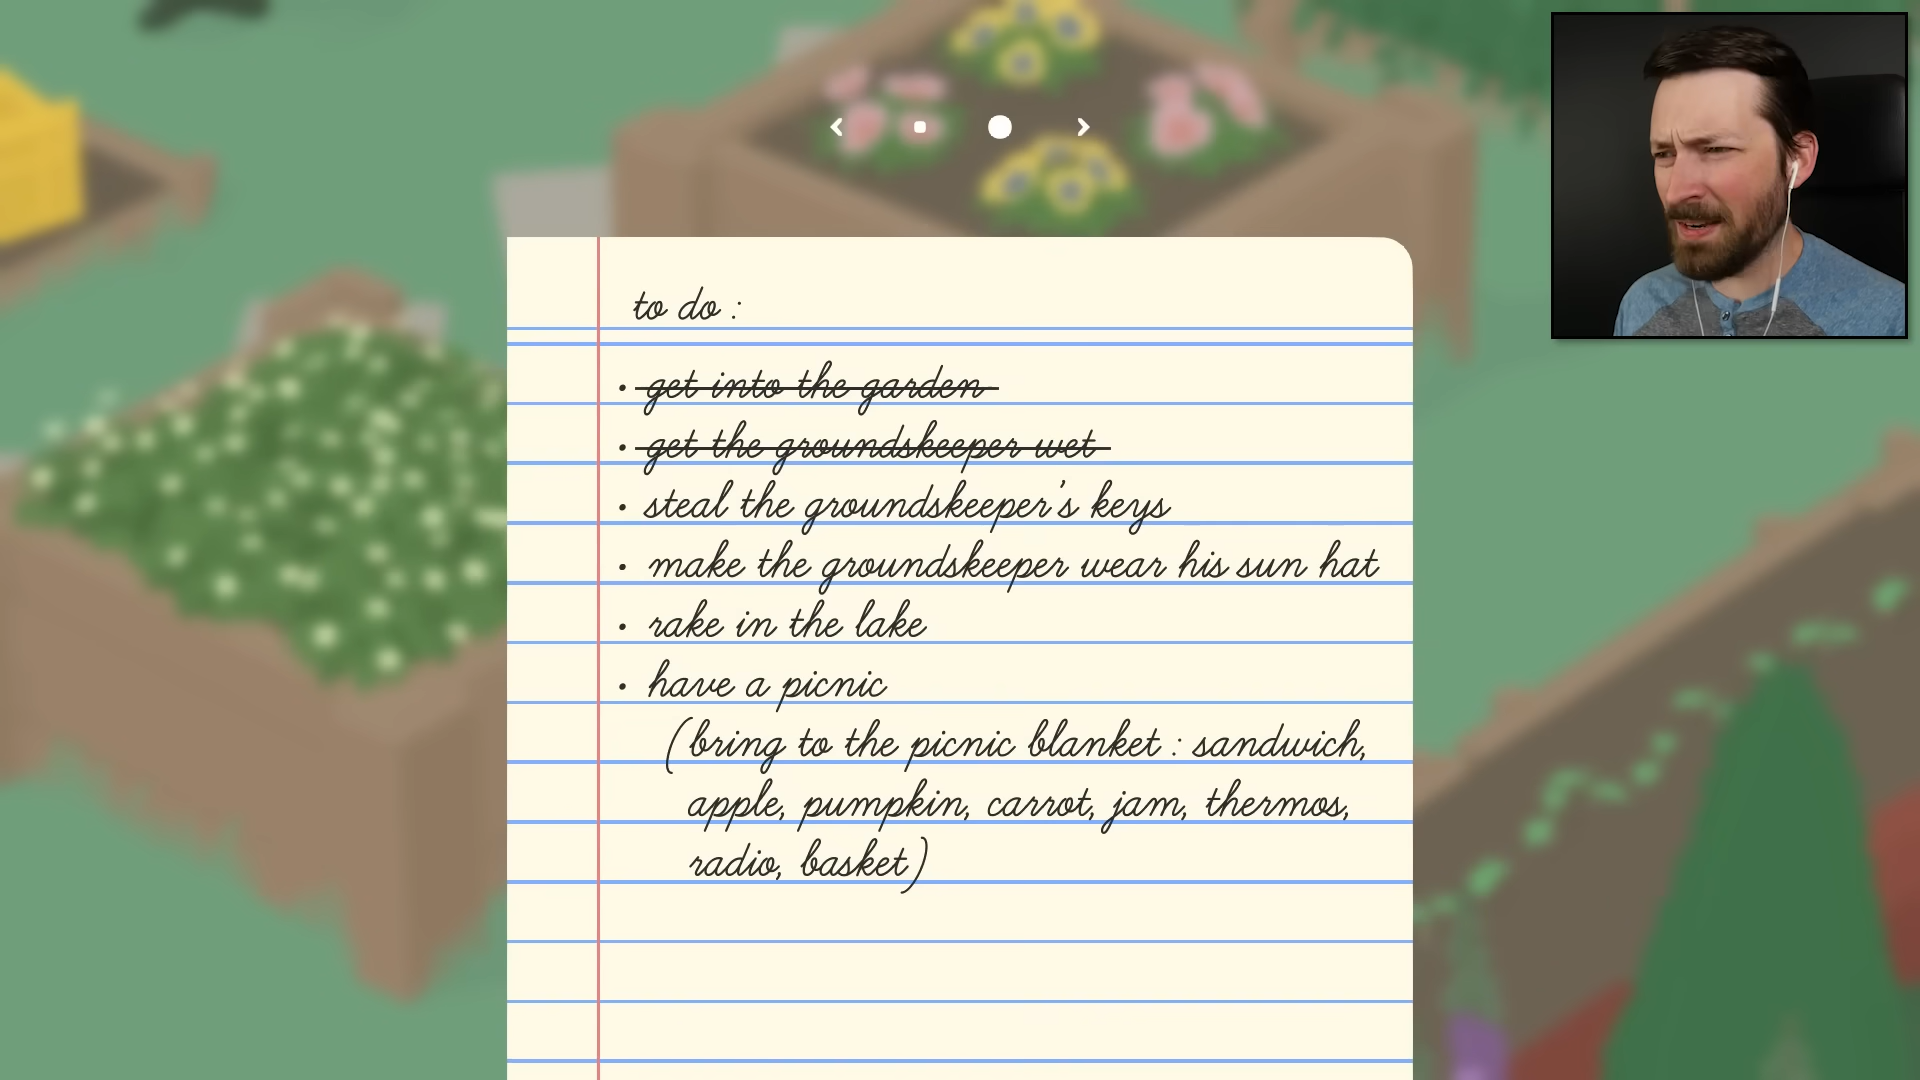 to do :
• get into the garden
• get the groundskeeper wet
• steal the groundskeeper's keys
• make the groundskeeper wear his sun hat
• rake in the lake
• have a picnic
(bring to the picnic blanket : sandwich,
apple, pumpkin, carrot, jam, thermos,
radio, basket)